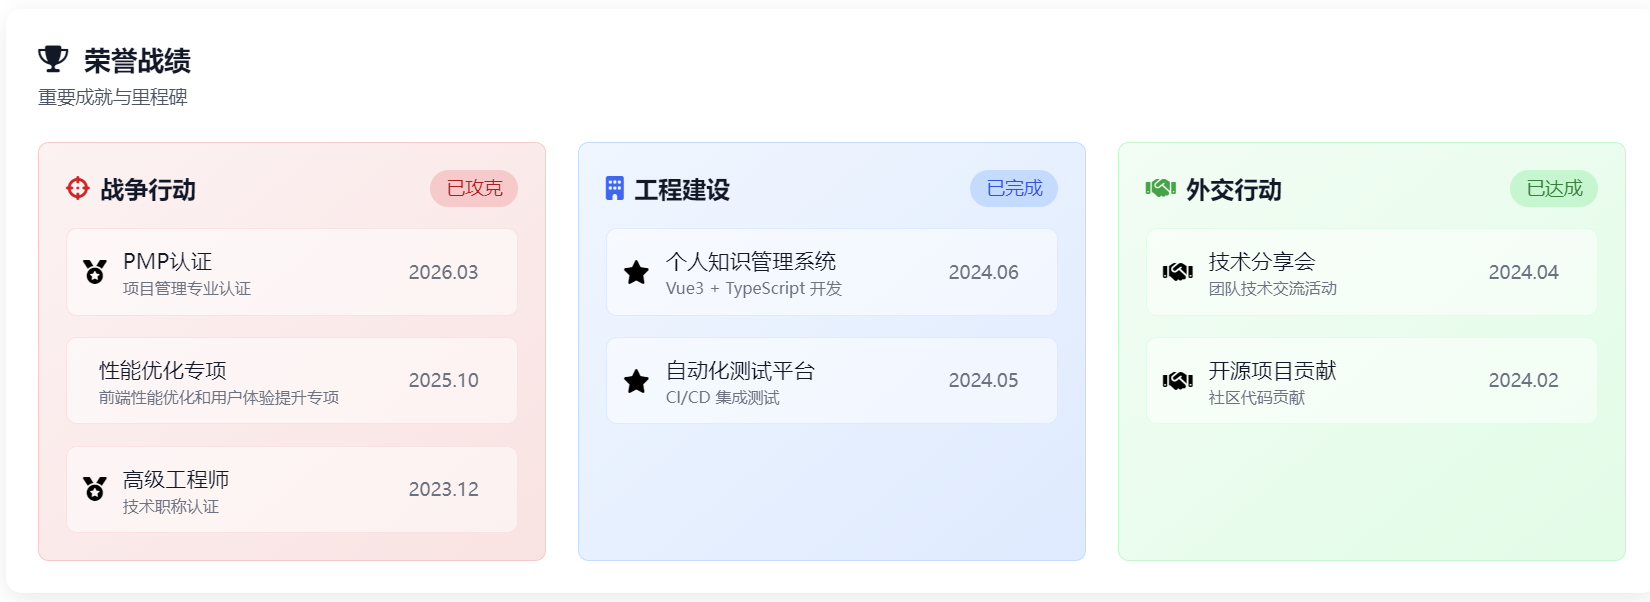 荣誉战绩
重要成就与里程碑
战争行动
已攻克
PMP认证
项目管理专业认证
2026.03
性能优化专项
前端性能优化和用户体验提升专项
2025.10
高级工程师
技术职称认证
2023.12
工程建设
已完成
个人知识管理系统
Vue3 + TypeScript 开发
2024.06
自动化测试平台
CI/CD 集成测试
2024.05
外交行动
已达成
技术分享会
团队技术交流活动
2024.04
开源项目贡献
社区代码贡献
2024.02